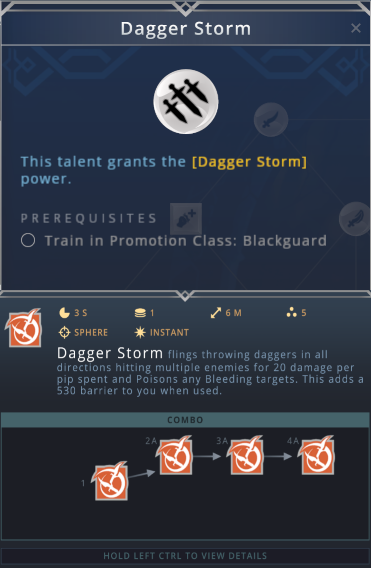 Dagger Storm
This talent grants the [Dagger Storm]
power.
PREREQUISITES
Train in Promotion Class: Blackguard
3 S 1 6 M 5
SPHERE INSTANT
Dagger Storm flings throwing daggers in all
directions hitting multiple enemies for 20 damage per
pip spent and Poisons any Bleeding targets. This adds a
530 barrier to you when used.
COMBO
2A 3A 4A
1
HOLD LEFT CTRL TO VIEW DETAILS